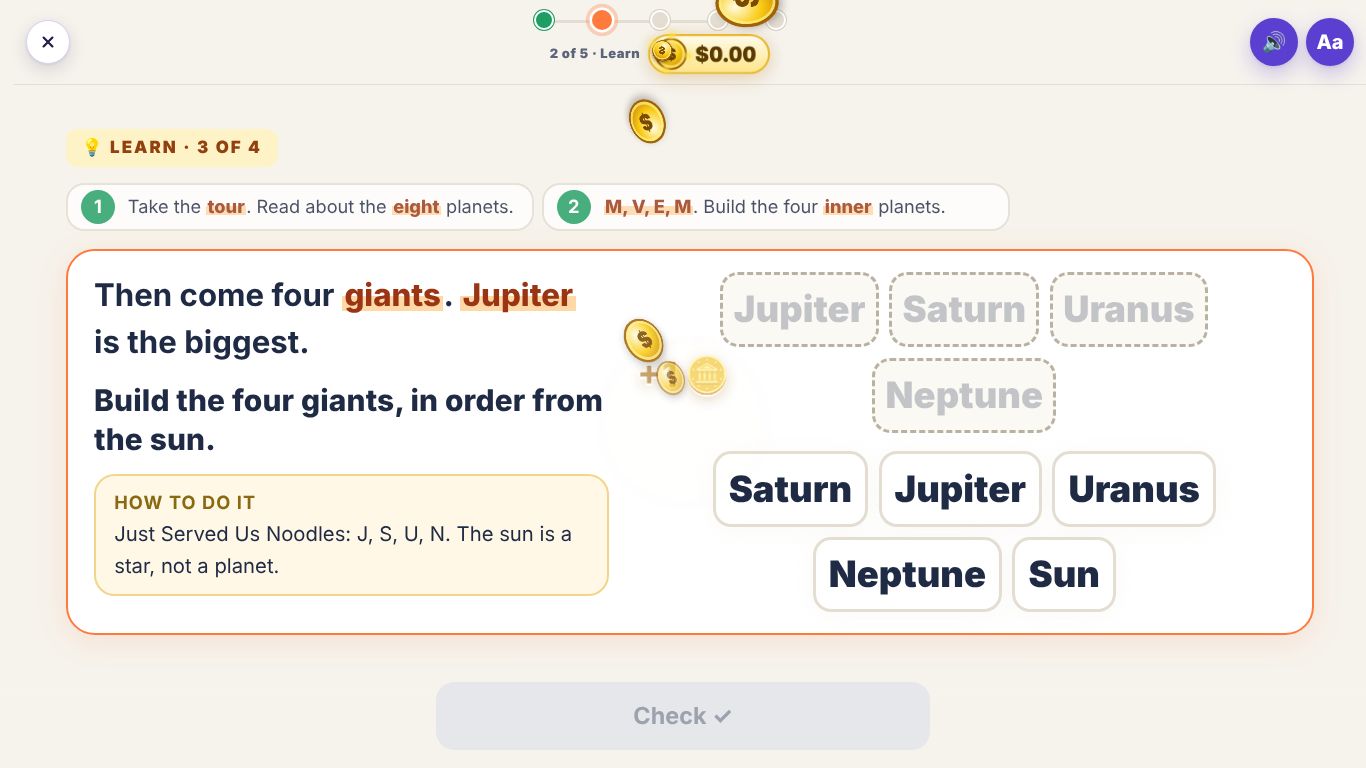 ✕
2 of 5 · Learn
$0.00
Aa
LEARN · 3 OF 4
1 Take the tour. Read about the eight planets.
2 M, V, E, M. Build the four inner planets.
Then come four giants. Jupiter
is the biggest.
Build the four giants, in order from
the sun.
HOW TO DO IT
Just Served Us Noodles: J, S, U, N. The sun is a
star, not a planet.
Jupiter Saturn Uranus
Neptune
Saturn Jupiter Uranus
Neptune Sun
+
Check ✓